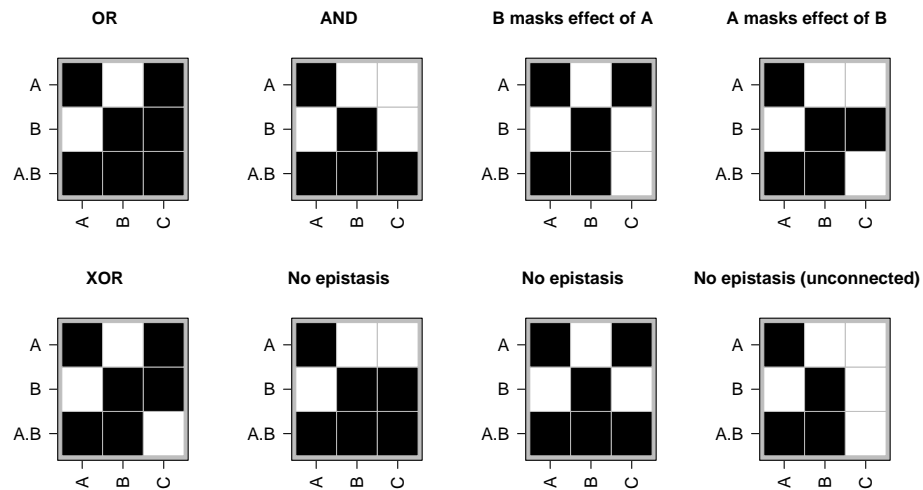 OR AND B masks effect of A A masks effect of B
A A A A
B B B B
A.B A.B A.B A.B
A B C A B C A B C A B C
XOR No epistasis No epistasis No epistasis (unconnected)
A A A A
B B B B
A.B A.B A.B A.B
A B C A B C A B C A B C